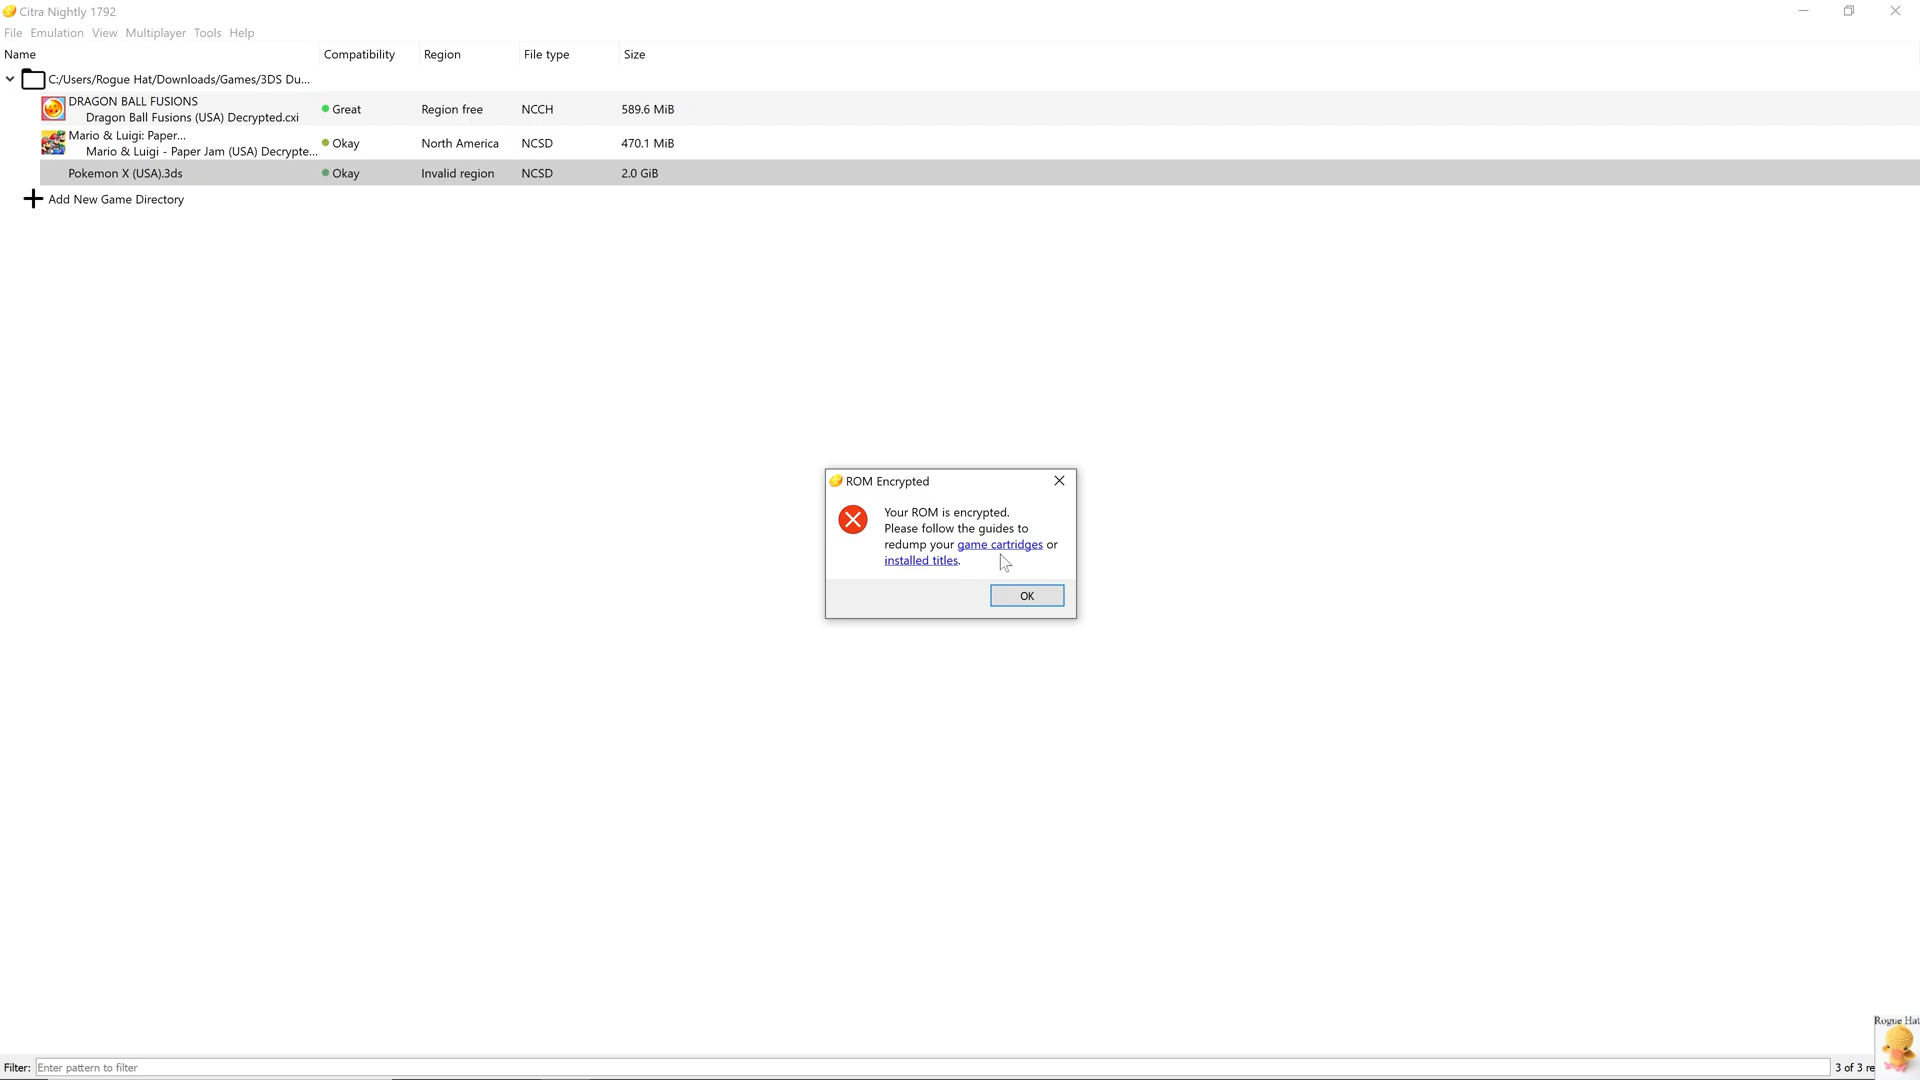 Citra Nightly 1792
File Emulation View Multiplayer Tools Help
Name Compatibility Region File type Size
C:/Users/Rogue Hat/Downloads/Games/3DS Du...
DRAGON BALL FUSIONS
Dragon Ball Fusions (USA) Decrypted.cxi Great Region free NCCH 589.6 MiB
Mario & Luigi: Paper...
Mario & Luigi - Paper Jam (USA) Decrypte... Okay North America NCSD 470.1 MiB
Pokemon X (USA).3ds Okay Invalid region NCSD 2.0 GiB
Add New Game Directory
ROM Encrypted
Your ROM is encrypted.
Please follow the guides to
redump your game cartridges or
installed titles.
OK
Rogue Hat
Filter: Enter pattern to filter 3 of 3 re